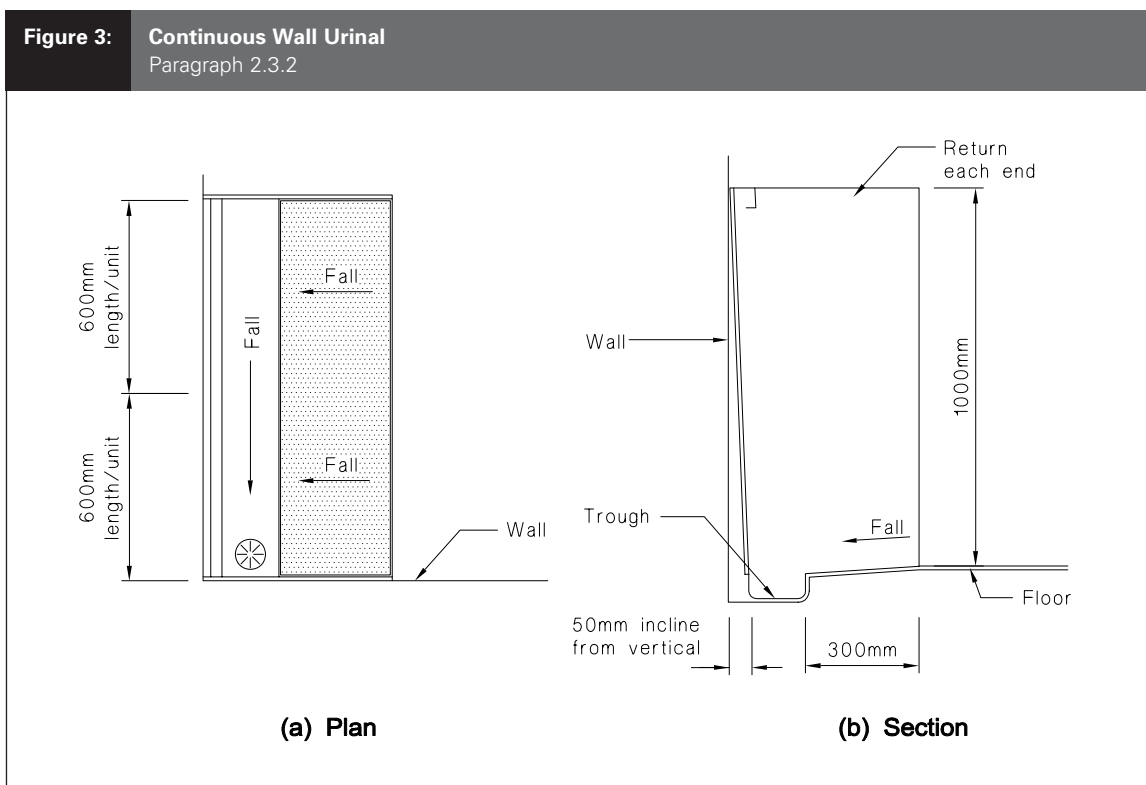 Figure 3:
Continuous Wall Urinal
Paragraph 2.3.2
600mm
length/unit
600mm
length/unit
Fall
Fall
Fall
Wall
(a) Plan
Return
each end
Wall
1000mm
Trough
Fall
Floor
50mm incline
from vertical
300mm
(b) Section